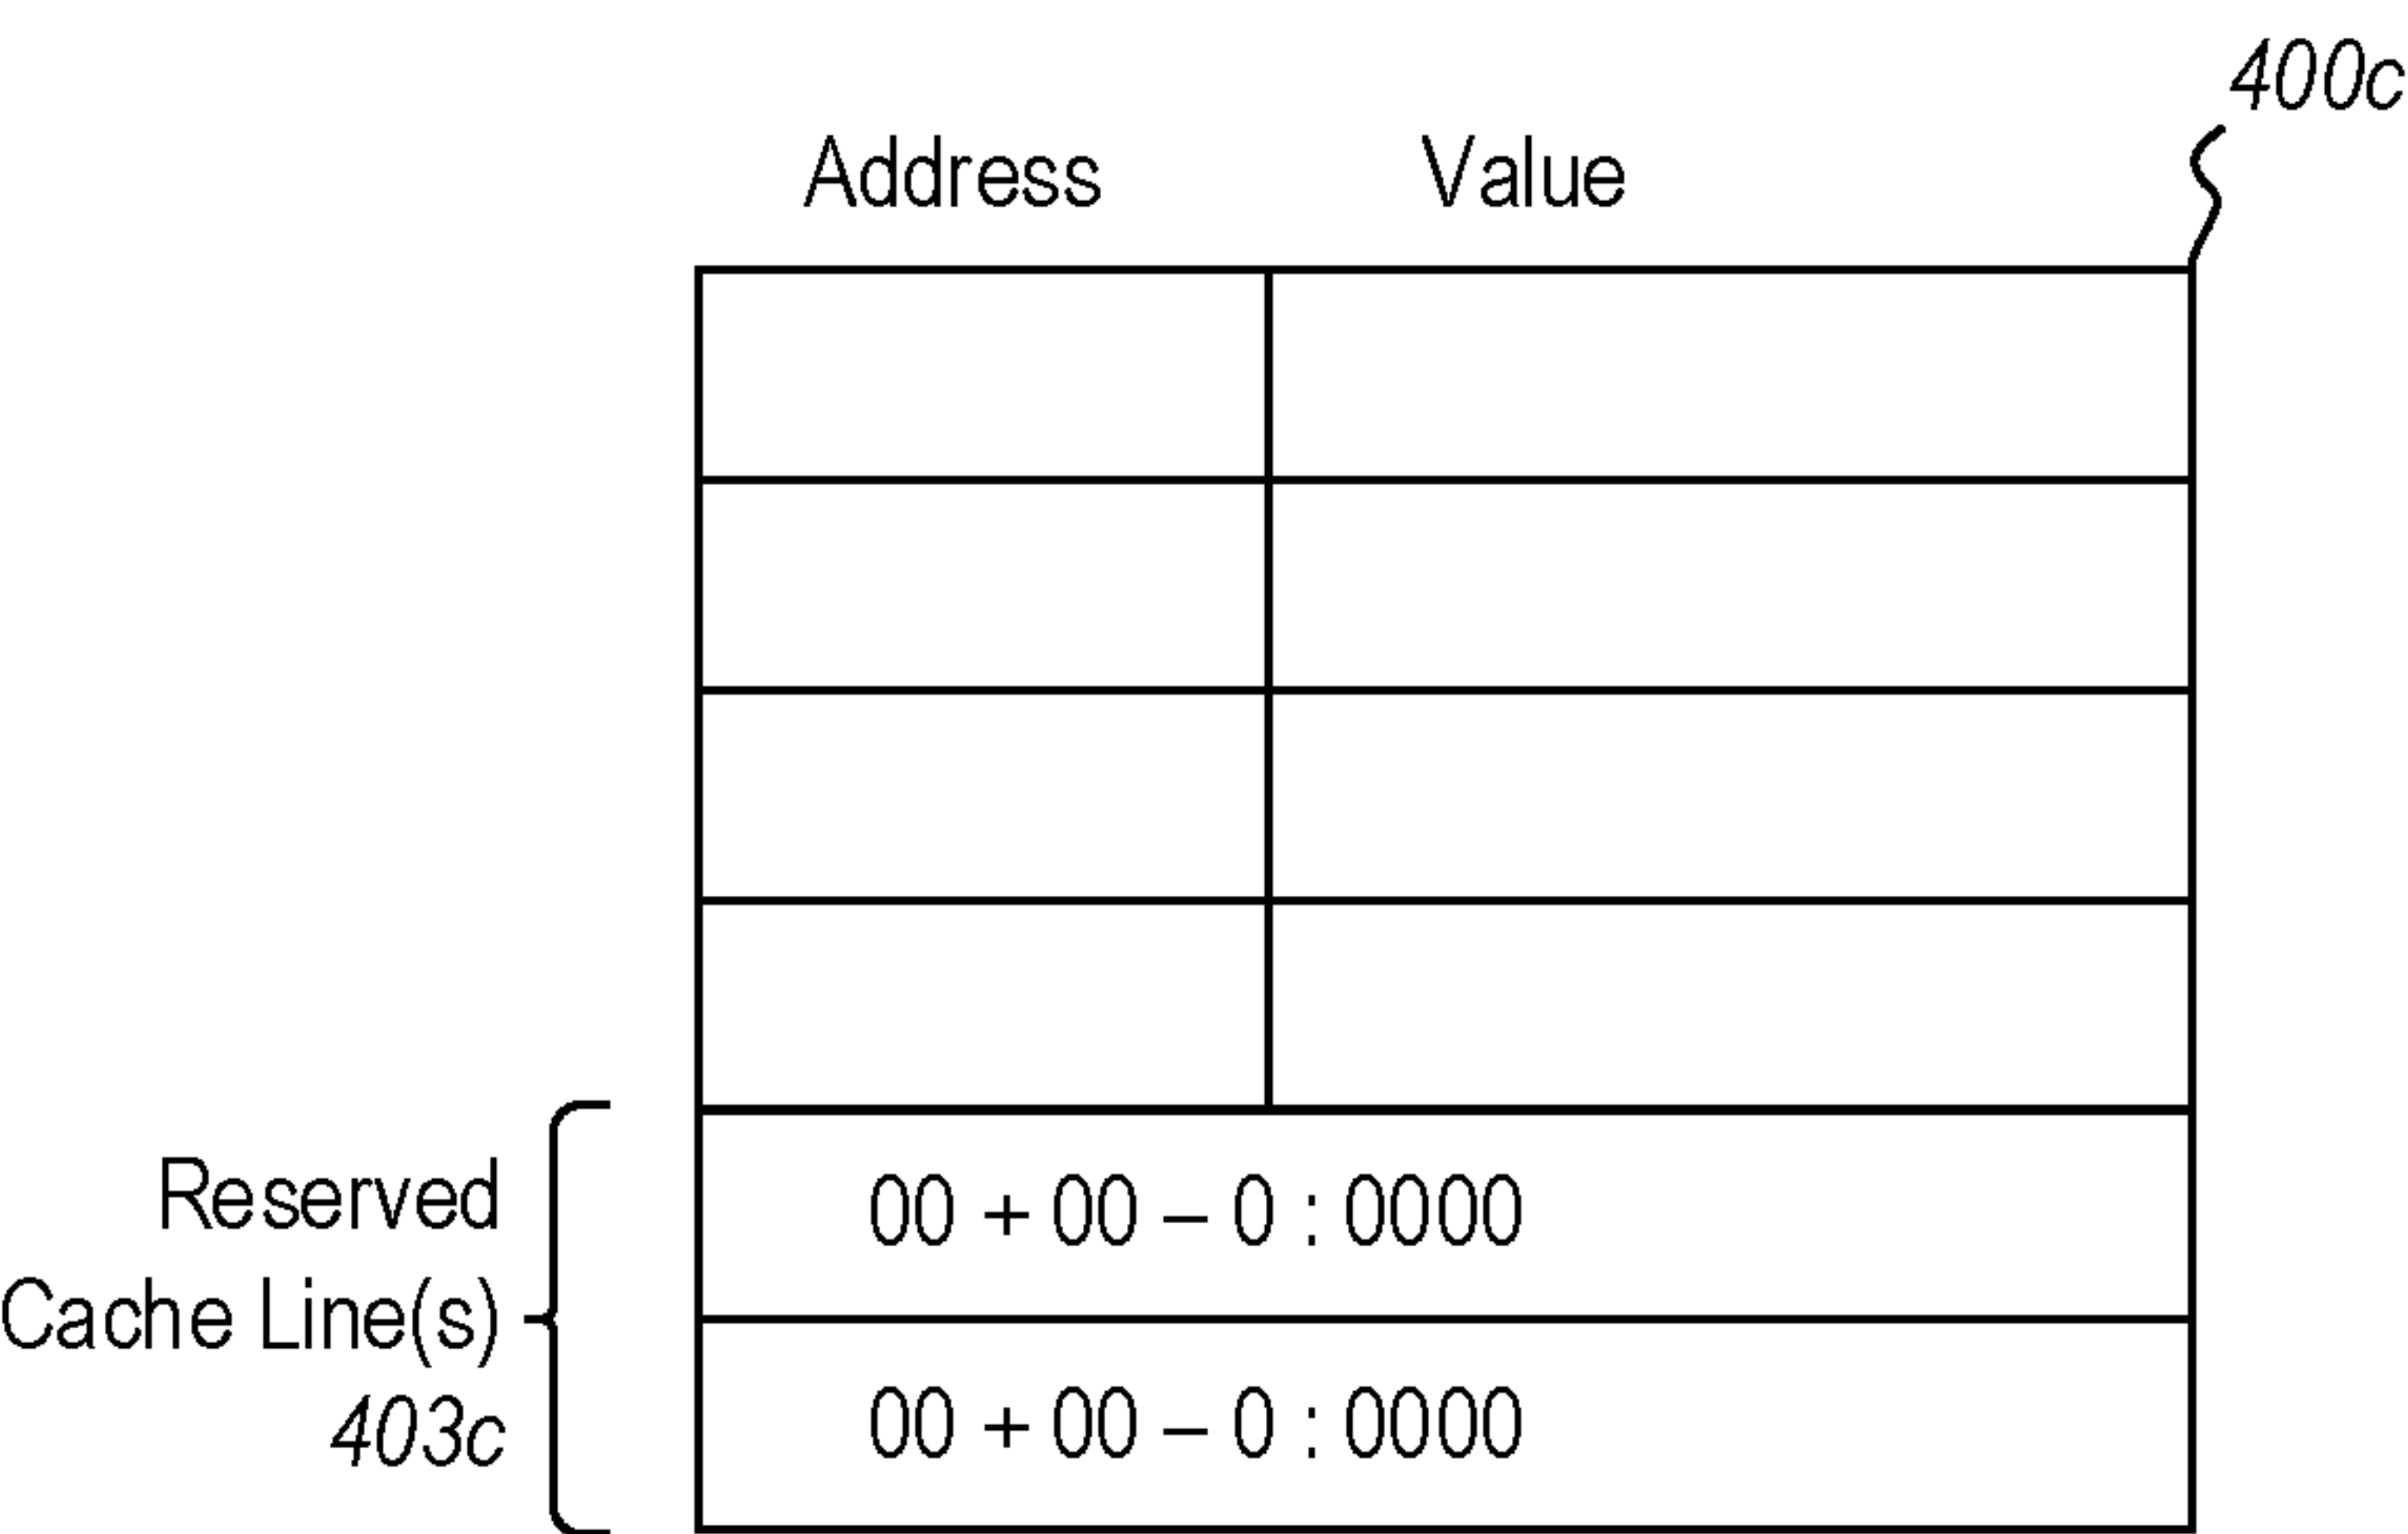 400c
Address Value
Reserved
Cache Line(s)
403c
00 + 00 – 0 : 0000
00 + 00 – 0 : 0000